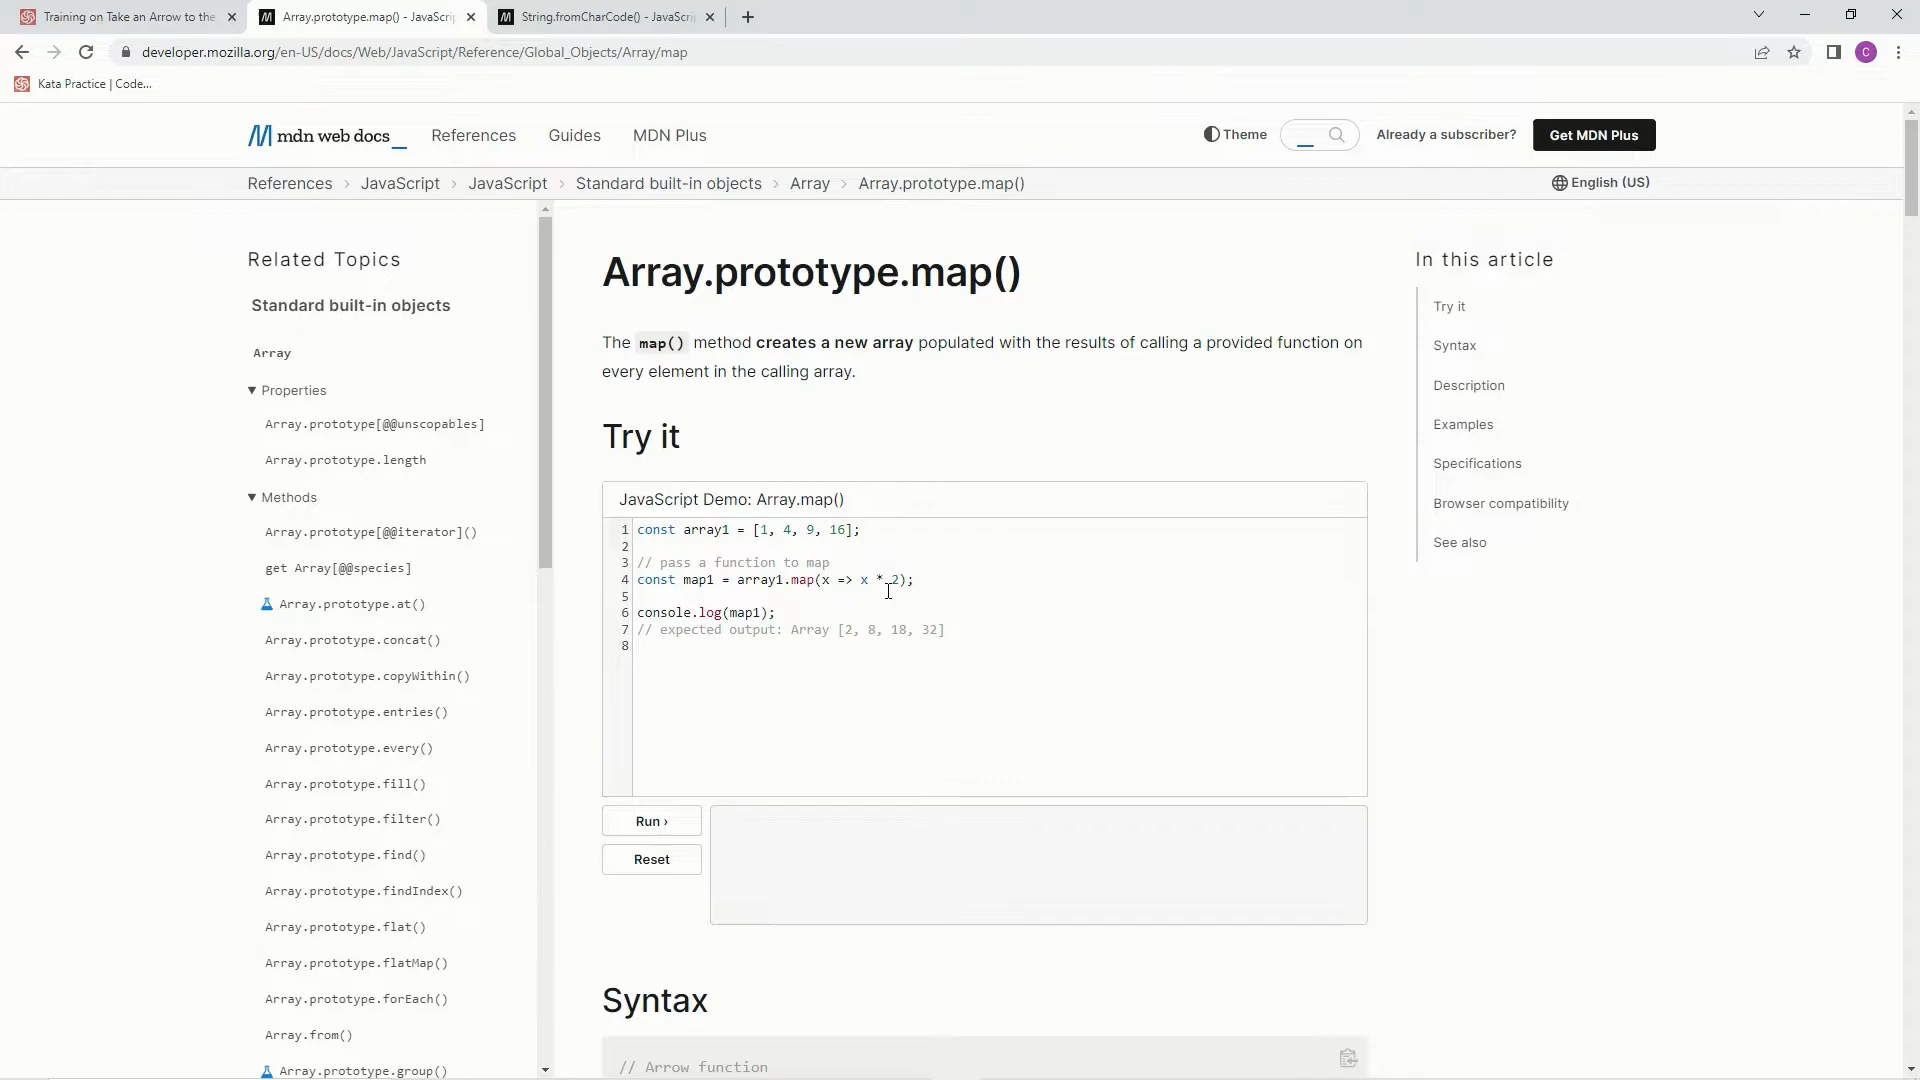 Training on Take an Arrow to the
Array.prototype.map() - JavaScrip
String.fromCharCode() - JavaScri
developer.mozilla.org/en-US/docs/Web/JavaScript/Reference/Global_Objects/Array/map
C
Kata Practice | Code...
mdn web docs_
References
Guides
MDN Plus
Theme
Already a subscriber?
Get MDN Plus
References > JavaScript > JavaScript > Standard built-in objects > Array > Array.prototype.map()
English (US)
Related Topics
Standard built-in objects
Array
Properties
Array.prototype[@@unscopables]
Array.prototype.length
Methods
Array.prototype[@@iterator]()
get Array[@@species]
Array.prototype.at()
Array.prototype.concat()
Array.prototype.copyWithin()
Array.prototype.entries()
Array.prototype.every()
Array.prototype.fill()
Array.prototype.filter()
Array.prototype.find()
Array.prototype.findIndex()
Array.prototype.flat()
Array.prototype.flatMap()
Array.prototype.forEach()
Array.from()
Array.prototype.group()
Array.prototype.map()
The map() method creates a new array populated with the results of calling a provided function on
every element in the calling array.
Try it
JavaScript Demo: Array.map()
1 const array1 = [1, 4, 9, 16];
2
3 // pass a function to map
4 const map1 = array1.map(x => x * 2);
5
6 console.log(map1);
7 // expected output: Array [2, 8, 18, 32]
8
Run ›
Reset
Syntax
// Arrow function
In this article
Try it
Syntax
Description
Examples
Specifications
Browser compatibility
See also